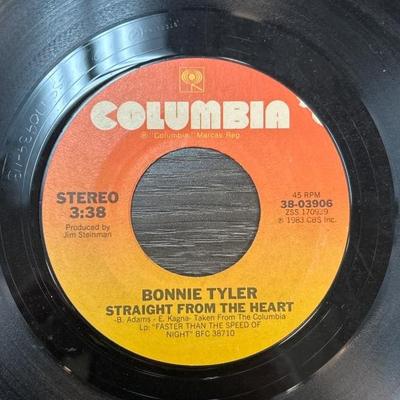 COLUMBIA
® "Columbia" Marcas Reg.
STEREO
3:38
Produced by
Jim Steinman
45 RPM
38-03906
ZSS 170939
℗ 1983 CBS Inc.
BONNIE TYLER
STRAIGHT FROM THE HEART
-B. Adams - E. Kagna- Taken From The Columbia
Lp: "FASTER THAN THE SPEED OF
NIGHT" BFC 38710